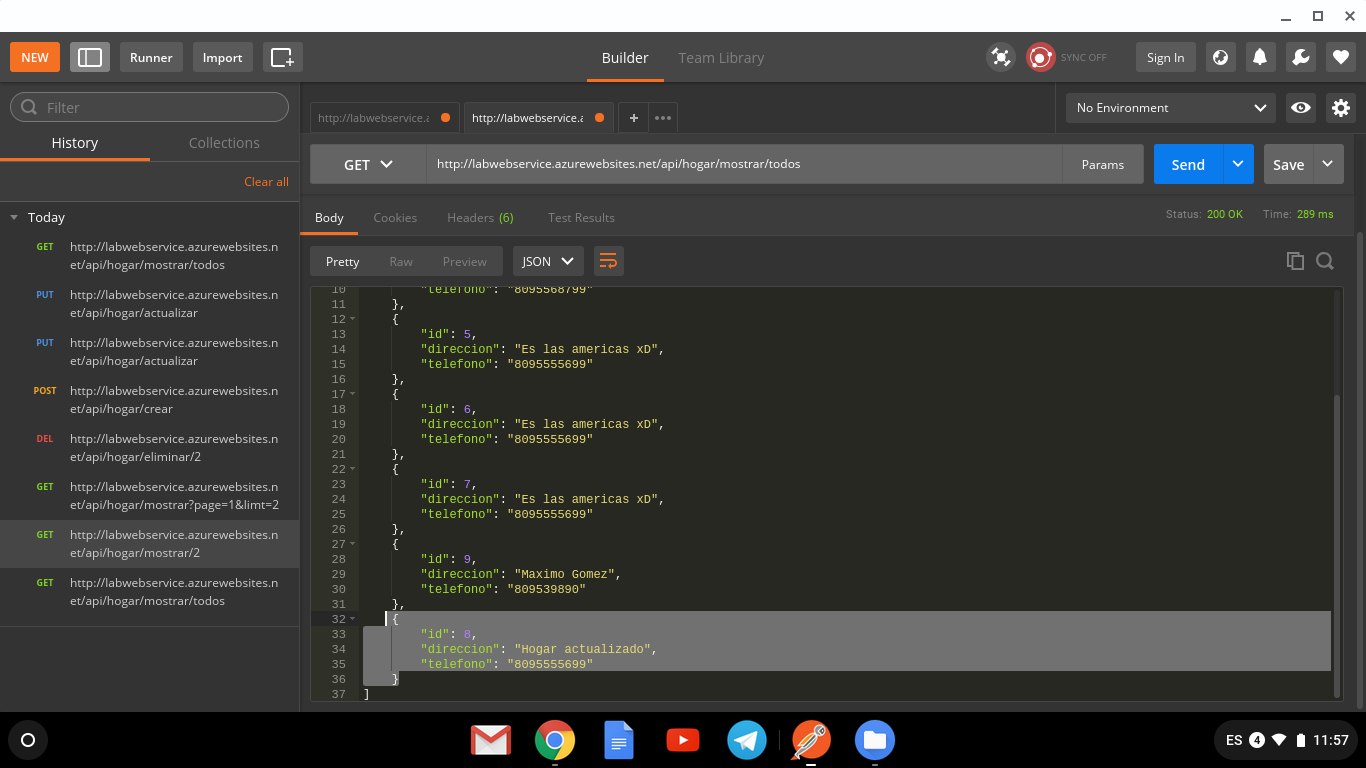 NEW
Runner
Import
Builder
Team Library
SYNC OFF
Sign In
Filter
History
Collections
Clear all
Today
GET http://labwebservice.azurewebsites.n
et/api/hogar/mostrar/todos
PUT http://labwebservice.azurewebsites.n
et/api/hogar/actualizar
PUT http://labwebservice.azurewebsites.n
et/api/hogar/actualizar
POST http://labwebservice.azurewebsites.n
et/api/hogar/crear
DEL http://labwebservice.azurewebsites.n
et/api/hogar/eliminar/2
GET http://labwebservice.azurewebsites.n
et/api/hogar/mostrar?page=1&limt=2
GET http://labwebservice.azurewebsites.n
et/api/hogar/mostrar/2
GET http://labwebservice.azurewebsites.n
et/api/hogar/mostrar/todos
http://labwebservice.a
http://labwebservice.a
+
•••
No Environment
GET
http://labwebservice.azurewebsites.net/api/hogar/mostrar/todos
Params
Send
Save
Body
Cookies
Headers (6)
Test Results
Status: 200 OK
Time: 289 ms
Pretty
Raw
Preview
JSON
10 "telefono": "8095568799"
11 },
12 {
13 "id": 5,
14 "direccion": "Es las americas xD",
15 "telefono": "8095555699"
16 },
17 {
18 "id": 6,
19 "direccion": "Es las americas xD",
20 "telefono": "8095555699"
21 },
22 {
23 "id": 7,
24 "direccion": "Es las americas xD",
25 "telefono": "8095555699"
26 },
27 {
28 "id": 9,
29 "direccion": "Maximo Gomez",
30 "telefono": "809539890"
31 },
32 {
33 "id": 8,
34 "direccion": "Hogar actualizado",
35 "telefono": "8095555699"
36 }
37 ]
ES 4 11:57